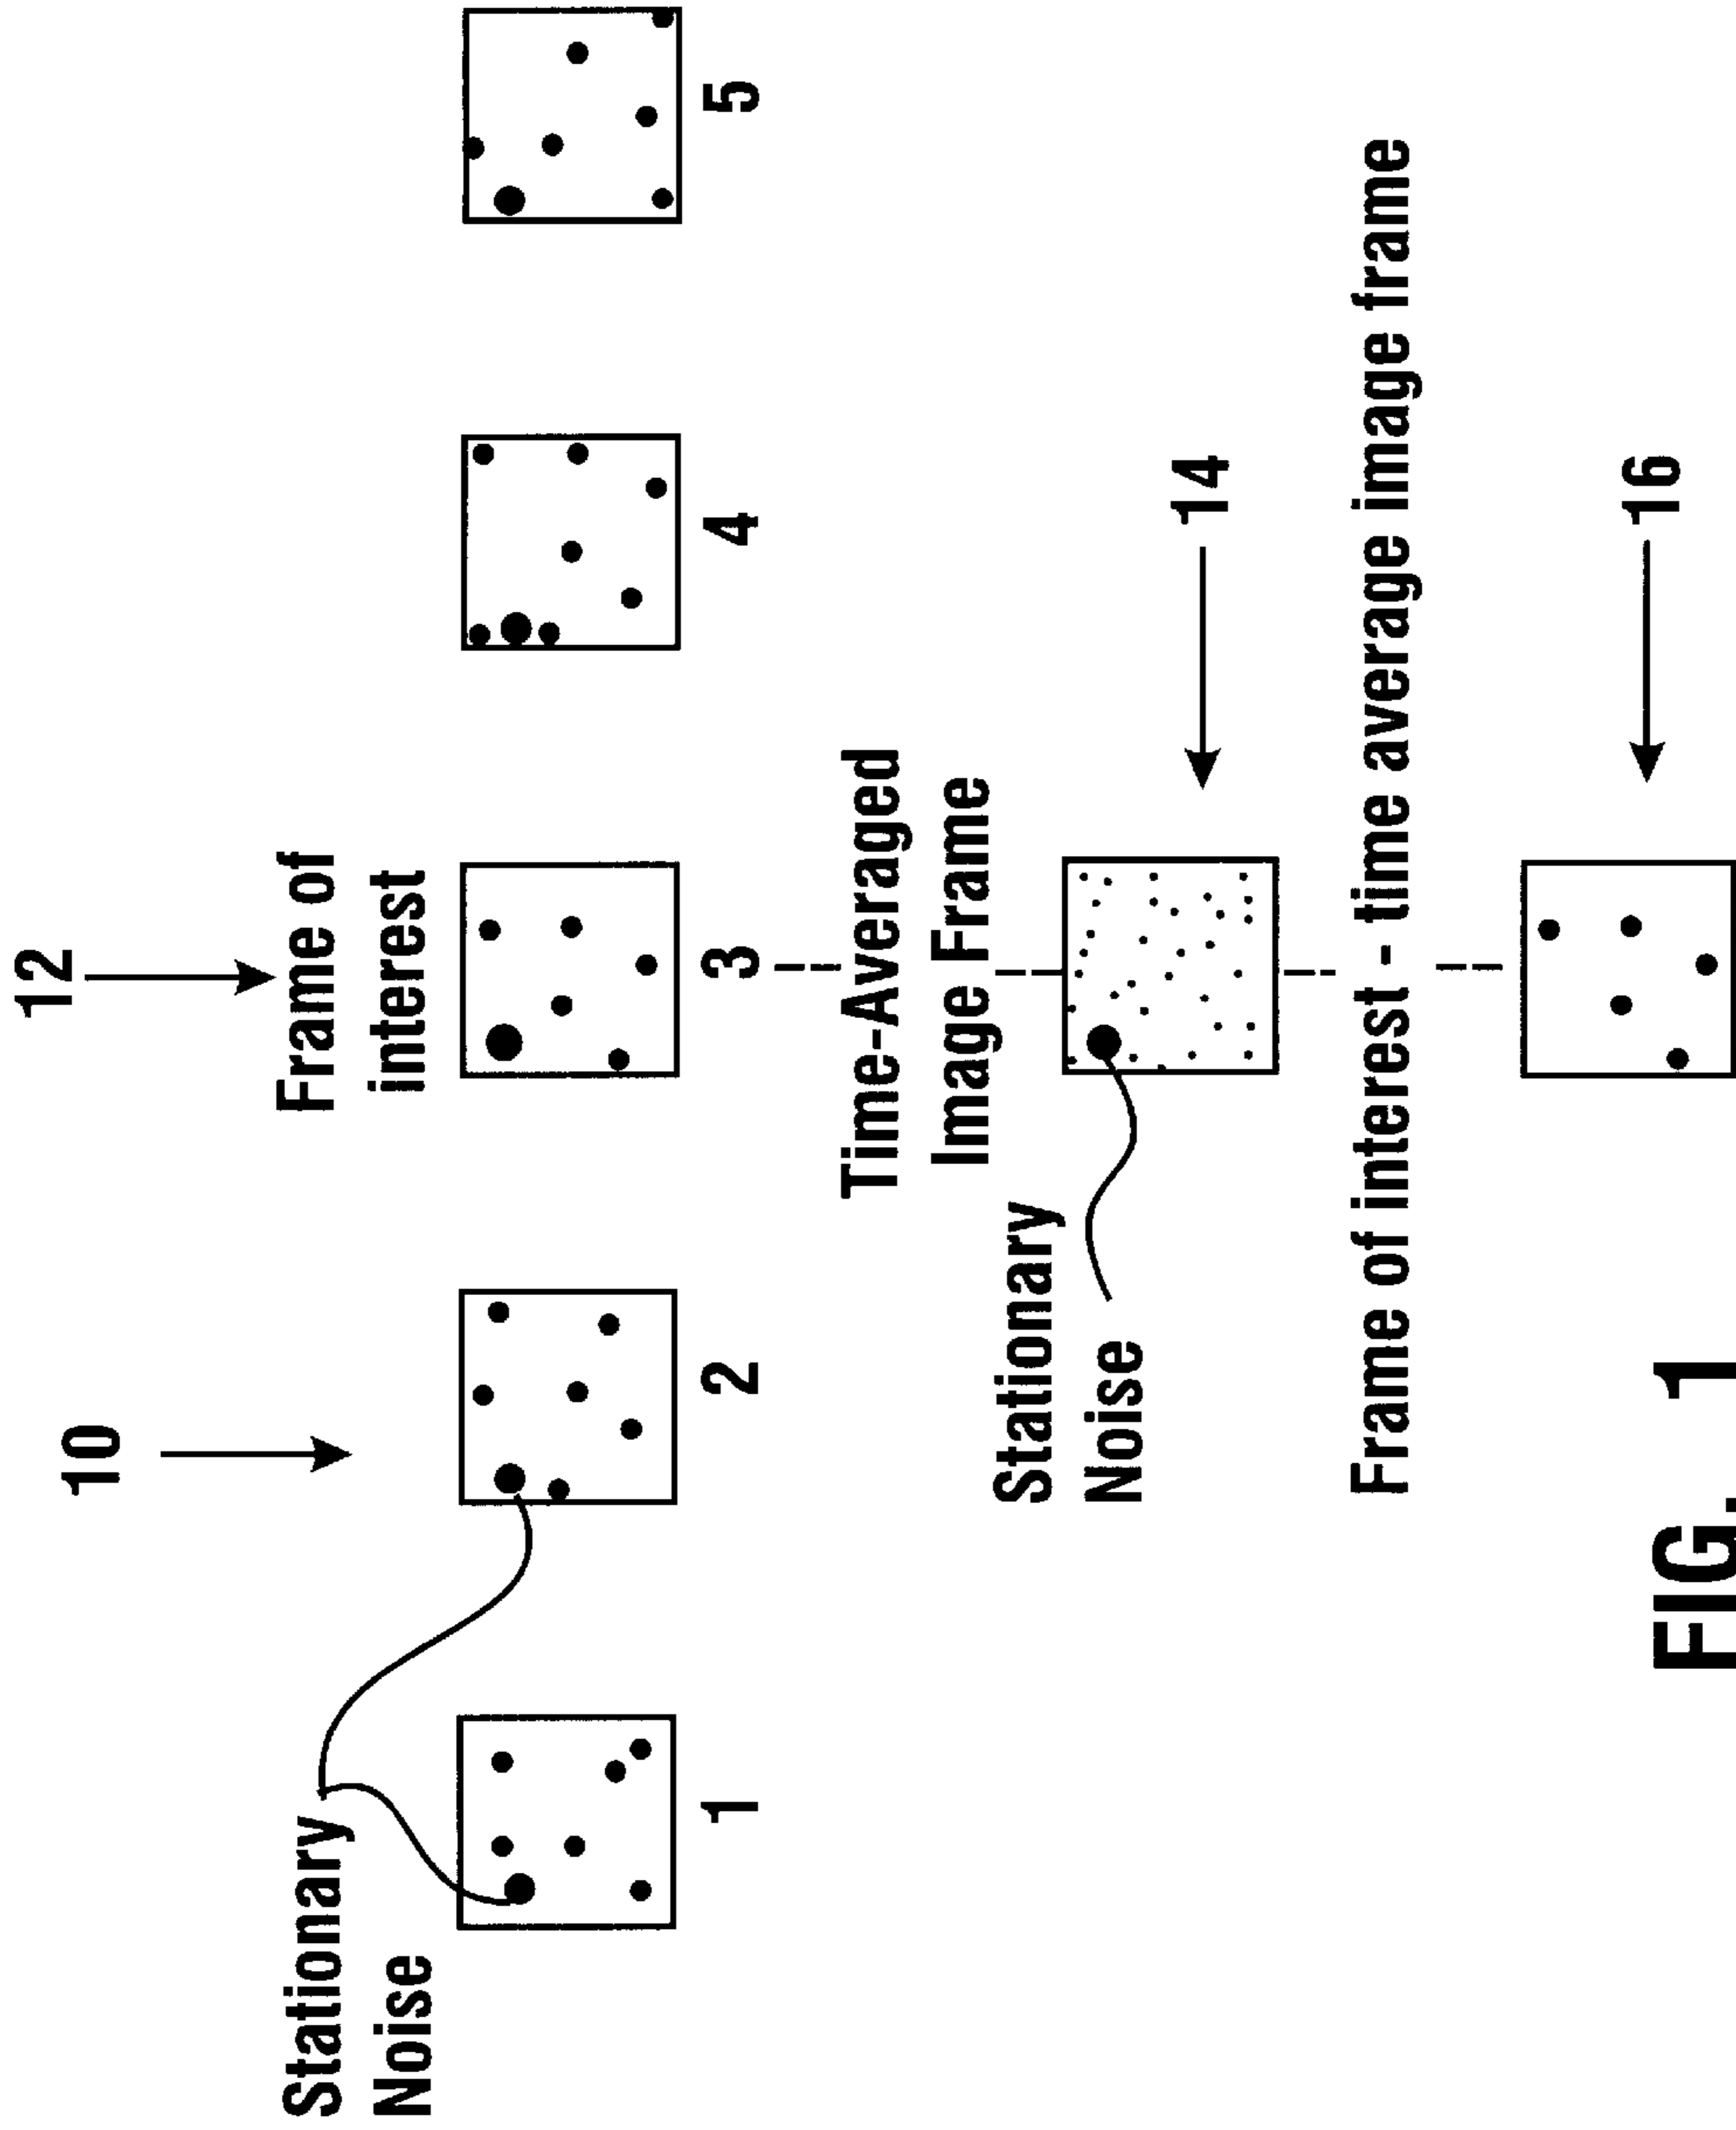 12
10
Frame of
interest
Stationary
Noise
1
2
3
4
5
Time-Averaged
Image Frame
Stationary
Noise
14
Frame of interest - time average image frame
16
FIG. 1